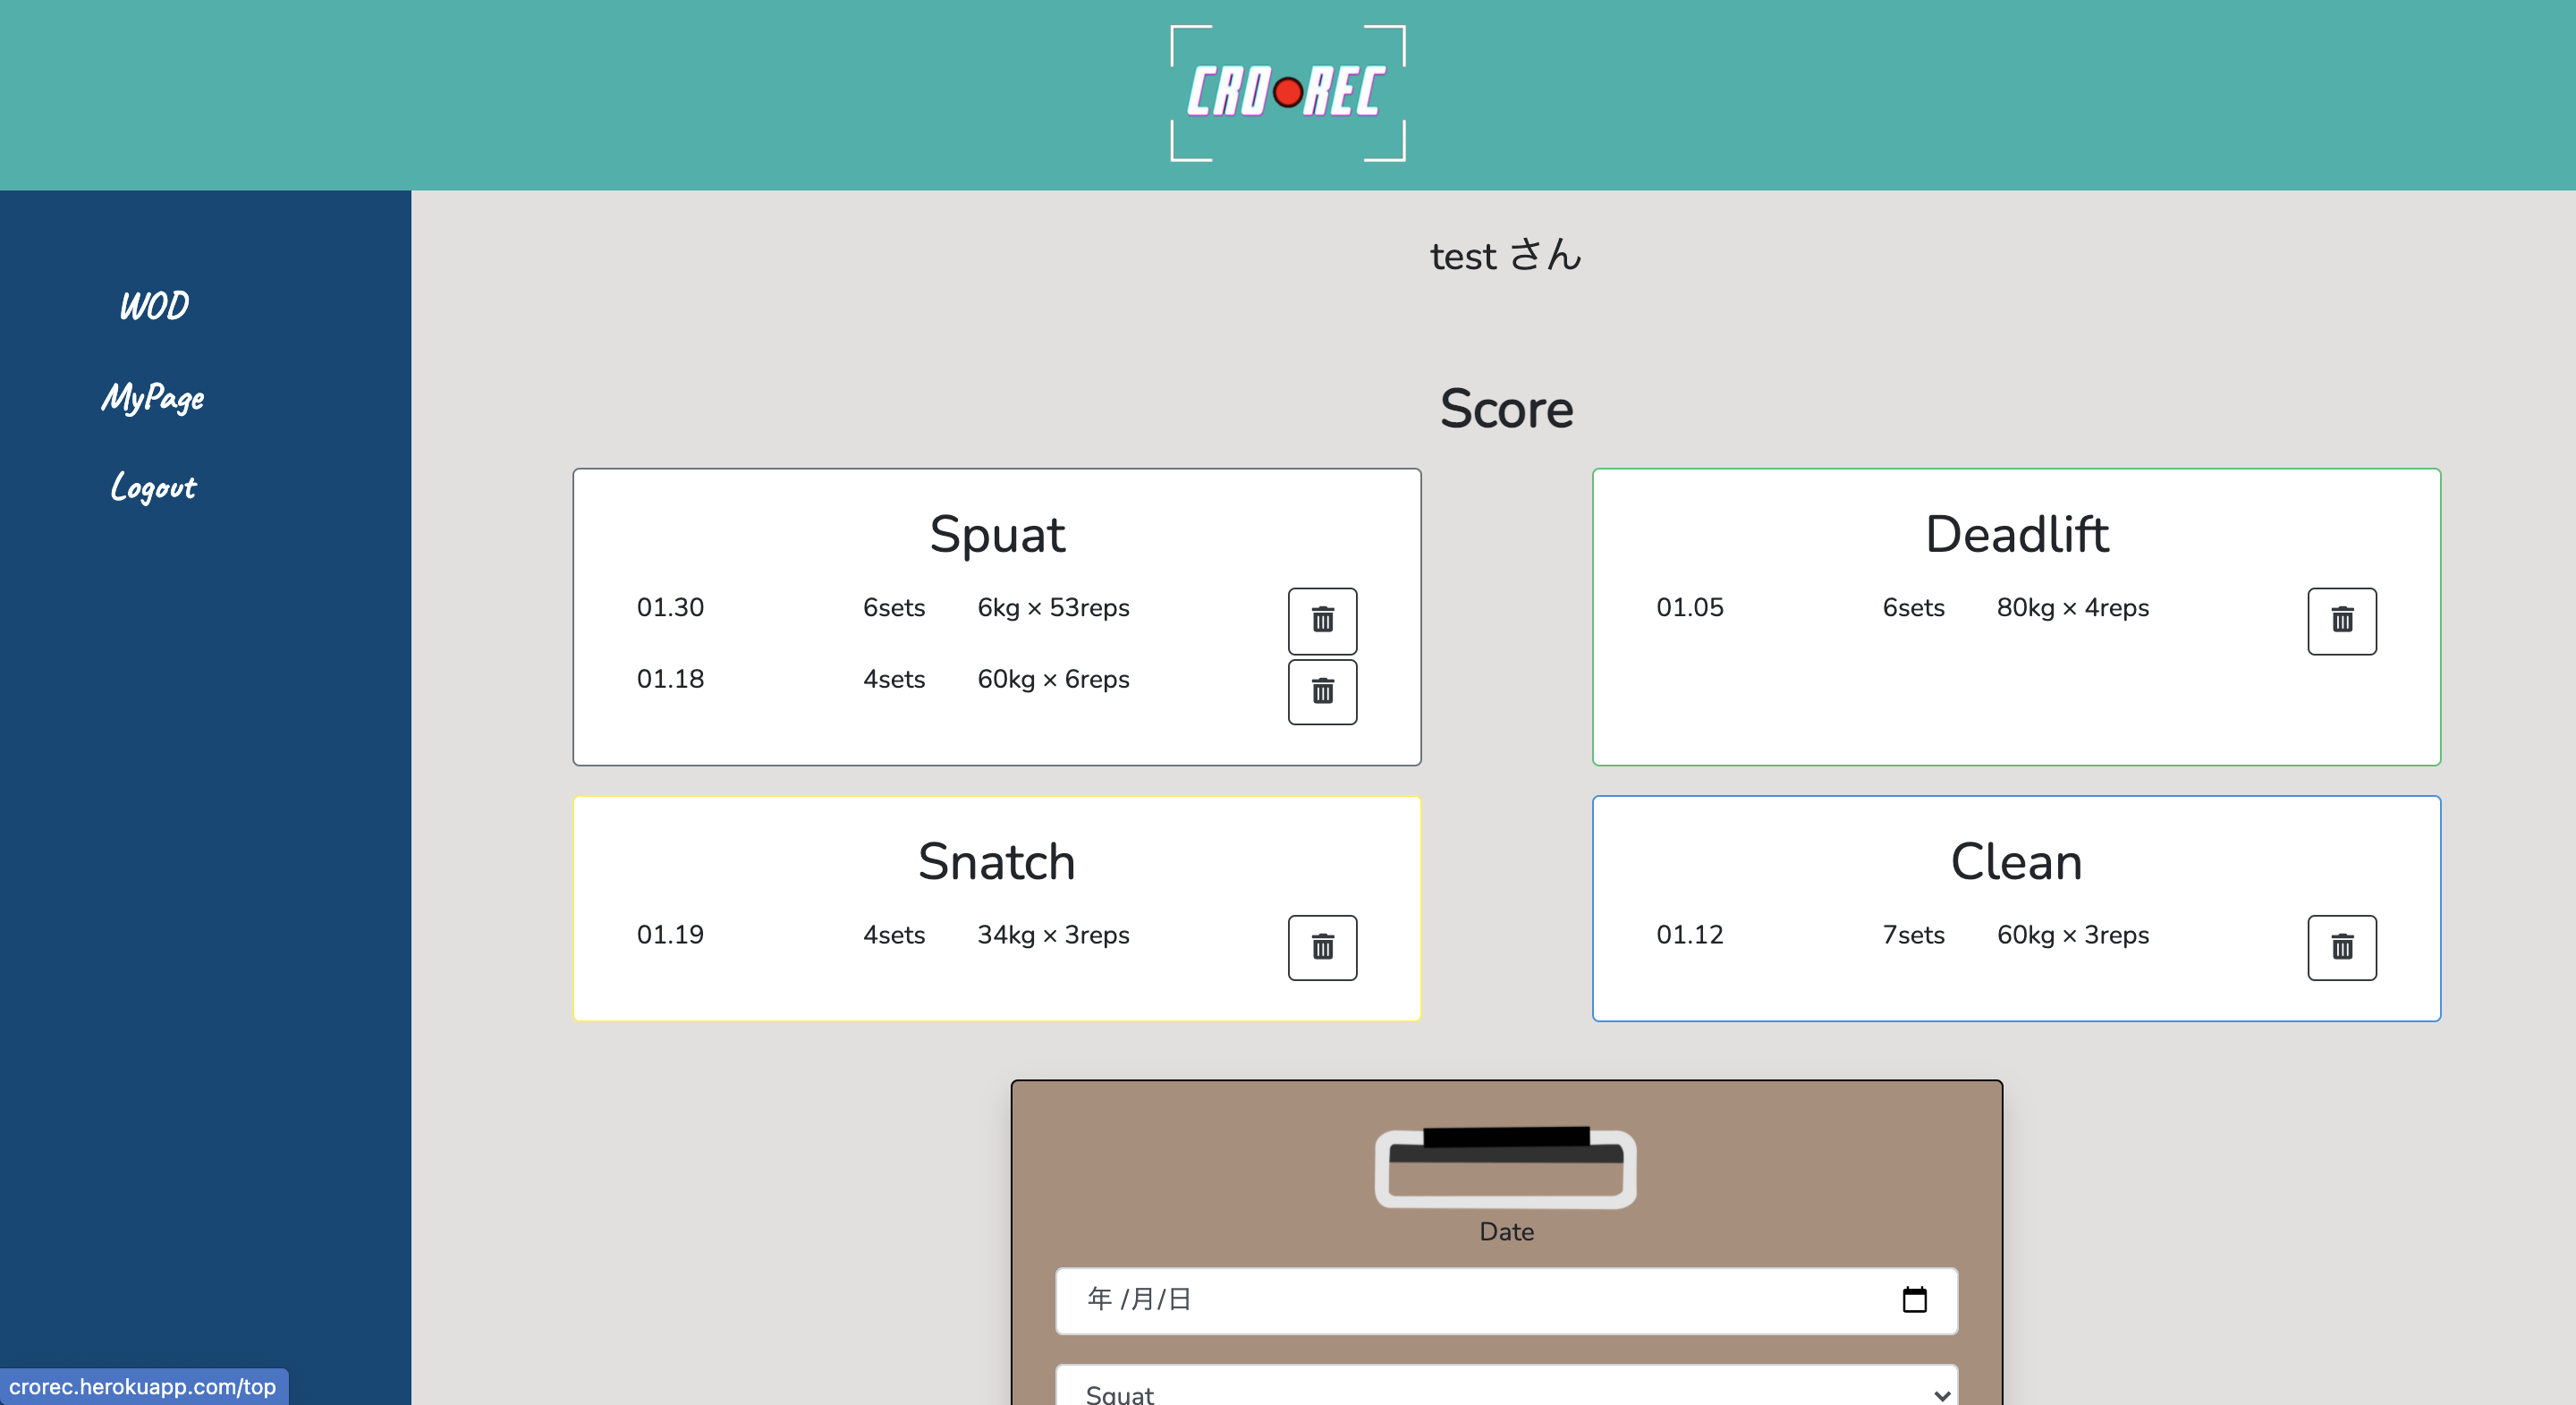 CRO REC
WOD
MyPage
Logout
test さん
Score
Spuat
01.30 6sets 6kg × 53reps
01.18 4sets 60kg × 6reps
Deadlift
01.05 6sets 80kg × 4reps
Snatch
01.19 4sets 34kg × 3reps
Clean
01.12 7sets 60kg × 3reps
Date
年 /月/日
Squat
crorec.herokuapp.com/top